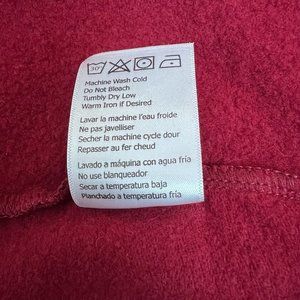 30°
Machine Wash Cold
Do Not Bleach
Tumbly Dry Low
Warm Iron if Desired
Lavar la machine l'eau froide
Ne pas javelliser
Secher la machine cycle dour
Repasser au fer cheud
Lavado a máquina con agua fria
No use blanqueador
Secar a temperatura baja
Planchado a temperatura fria